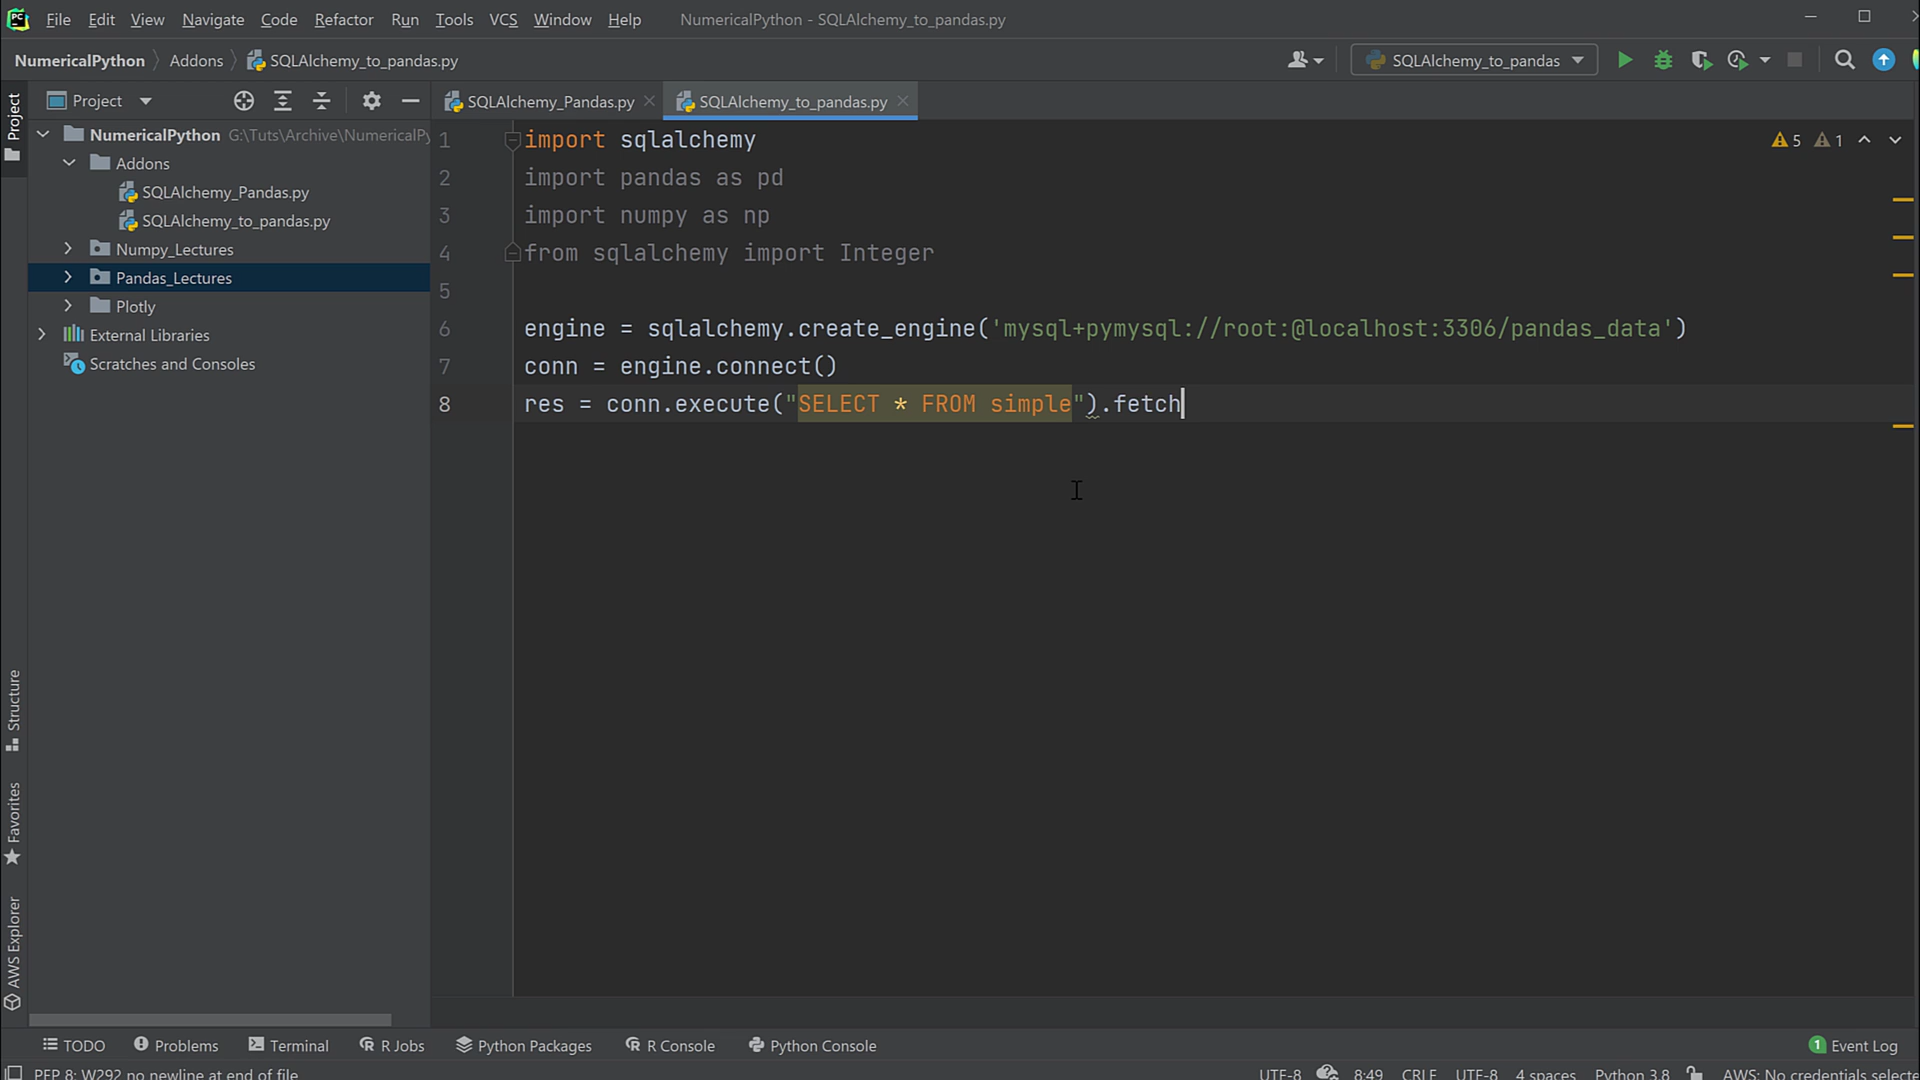 File Edit View Navigate Code Refactor Run Tools VCS Window Help NumericalPython - SQLAlchemy_to_pandas.py
NumericalPython Addons SQLAlchemy_to_pandas.py SQLAlchemy_to_pandas
Project
Project
SQLAlchemy_Pandas.py SQLAlchemy_to_pandas.py
NumericalPython G:\Tuts\Archive\NumericalPy
Addons
SQLAlchemy_Pandas.py
SQLAlchemy_to_pandas.py
Numpy_Lectures
Pandas_Lectures
Plotly
External Libraries
Scratches and Consoles
5 1
1 import sqlalchemy
2 import pandas as pd
3 import numpy as np
4 from sqlalchemy import Integer
5
6 engine = sqlalchemy.create_engine('mysql+pymysql://root:@localhost:3306/pandas_data')
7 conn = engine.connect()
8 res = conn.execute("SELECT * FROM simple").fetch
Structure
Favorites
AWS Explorer
TODO Problems Terminal R Jobs Python Packages R Console Python Console 1 Event Log
PEP 8: W292 no newline at end of file UTF-8 8:49 CRLF UTF-8 4 spaces Python 3.8 AWS: No credentials selecte